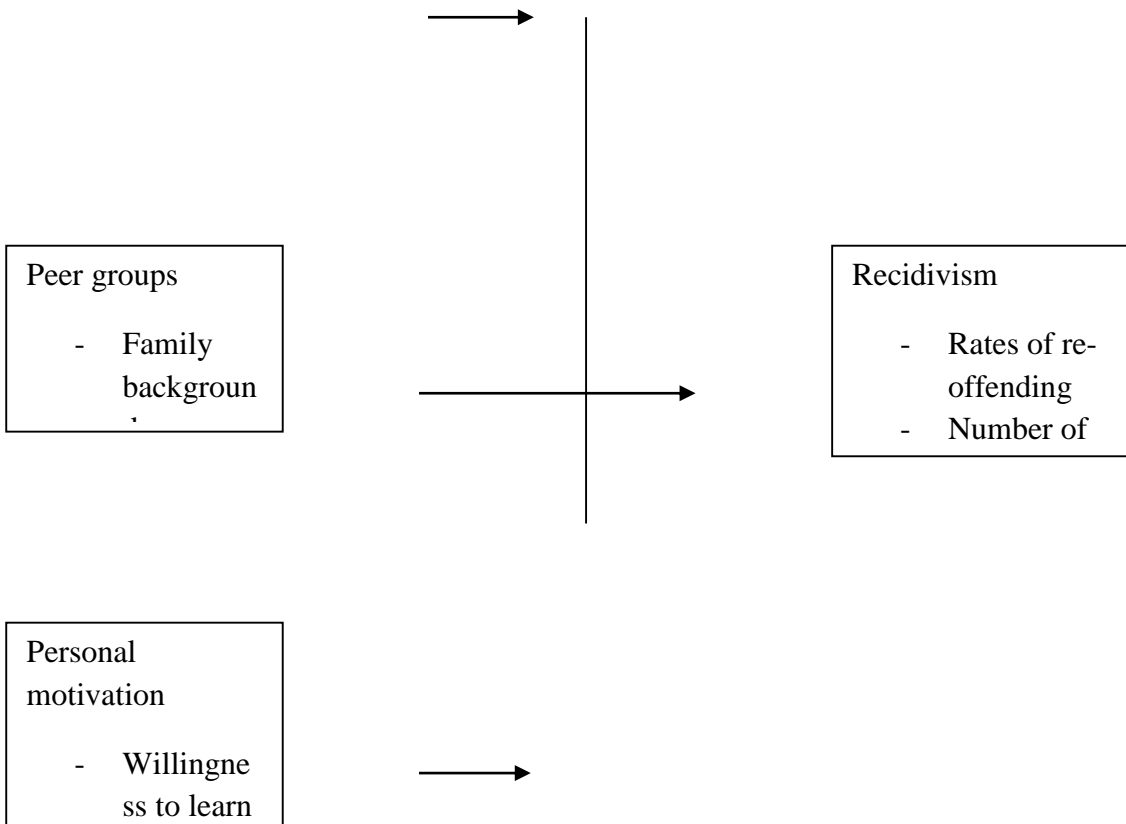 Peer groups
- Family
backgroun
Recidivism
- Rates of re-
offending
- Number of
Personal
motivation
- Willingne
ss to learn